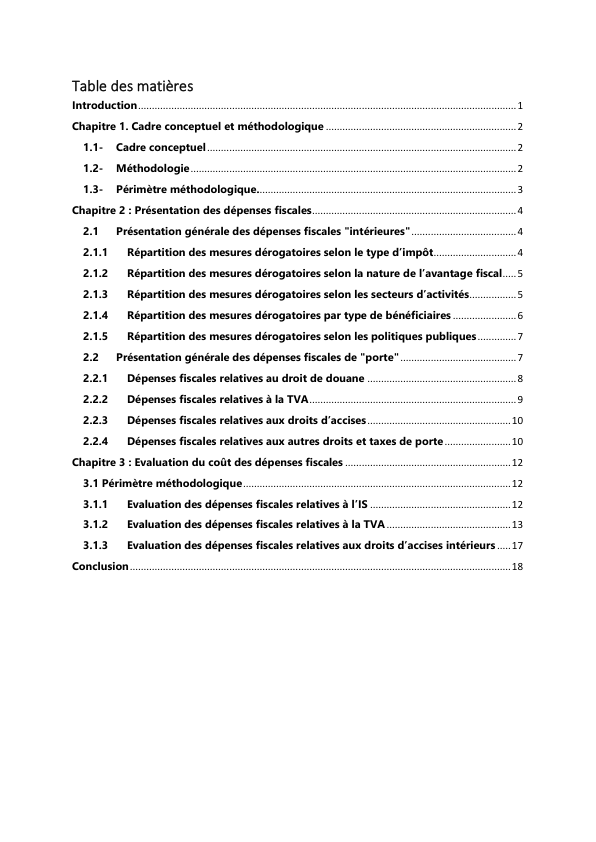 Table des matières
Introduction 1
Chapitre 1. Cadre conceptuel et méthodologique 2
1.1- Cadre conceptuel 2
1.2- Méthodologie 2
1.3- Périmètre méthodologique. 3
Chapitre 2 : Présentation des dépenses fiscales 4
2.1 Présentation générale des dépenses fiscales "intérieures" 4
2.1.1 Répartition des mesures dérogatoires selon le type d’impôt 4
2.1.2 Répartition des mesures dérogatoires selon la nature de l’avantage fiscal 5
2.1.3 Répartition des mesures dérogatoires selon les secteurs d’activités 5
2.1.4 Répartition des mesures dérogatoires par type de bénéficiaires 6
2.1.5 Répartition des mesures dérogatoires selon les politiques publiques 7
2.2 Présentation générale des dépenses fiscales de "porte" 7
2.2.1 Dépenses fiscales relatives au droit de douane 8
2.2.2 Dépenses fiscales relatives à la TVA 9
2.2.3 Dépenses fiscales relatives aux droits d’accises 10
2.2.4 Dépenses fiscales relatives aux autres droits et taxes de porte 10
Chapitre 3 : Evaluation du coût des dépenses fiscales 12
3.1 Périmètre méthodologique 12
3.1.1 Evaluation des dépenses fiscales relatives à l’IS 12
3.1.2 Evaluation des dépenses fiscales relatives à la TVA 13
3.1.3 Evaluation des dépenses fiscales relatives aux droits d’accises intérieurs 17
Conclusion 18